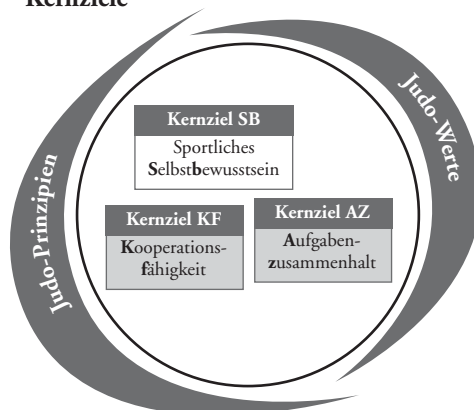 Kernziele
Judo-Werte
Kernziel SB
Sportliches
Selbstbewusstsein
Judo-Prinzipien
Kernziel KF
Kooperations-
fähigkeit
Kernziel AZ
Aufgaben-
zusammenhalt